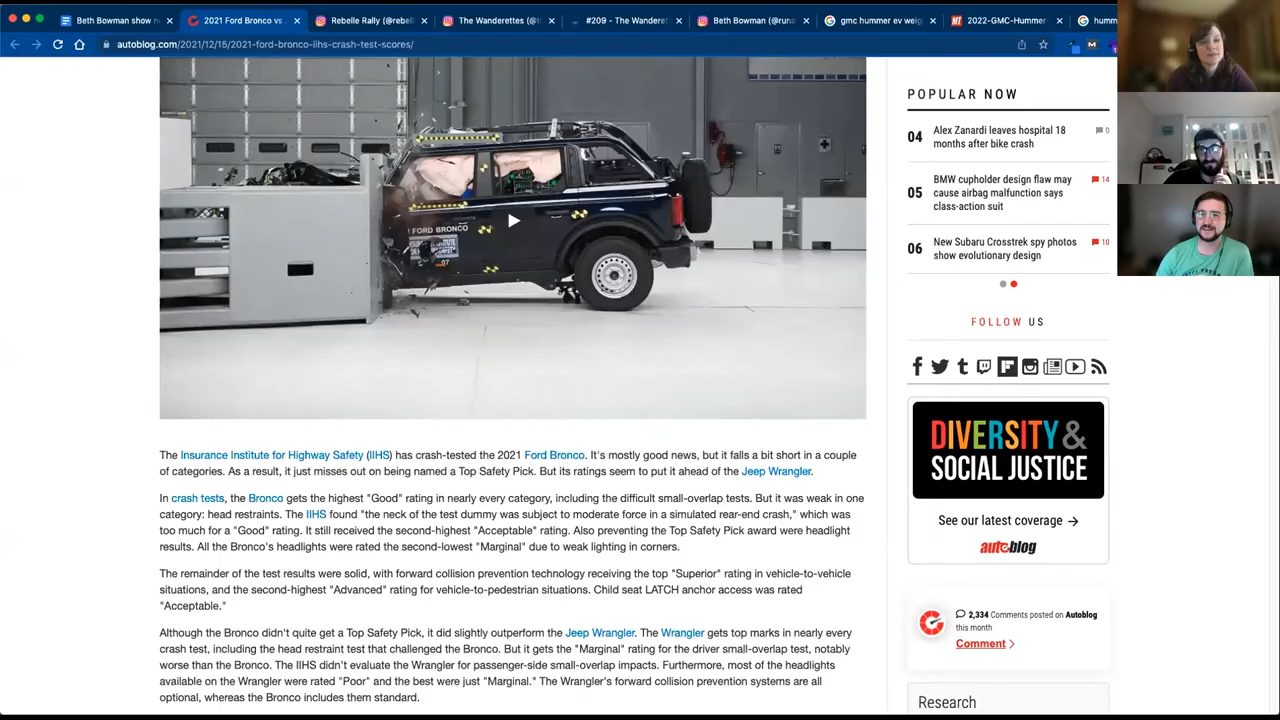 Beth Bowman show n
2021 Ford Bronco vs
Rebelle Rally (@rebel
The Wanderettes (@t
#209 - The Wanderet
Beth Bowman (@runa
gmc hummer ev weig
2022-GMC-Hummer-
autoblog.com/2021/12/15/2021-ford-bronco-iihs-crash-test-scores/
FORD BRONCO
POPULAR NOW
04 Alex Zanardi leaves hospital 18 0
months after bike crash
05 BMW cupholder design flaw may 14
cause airbag malfunction says
class-action suit
06 New Subaru Crosstrek spy photos 10
show evolutionary design
FOLLOW US
DIVERSITY &
SOCIAL JUSTICE
See our latest coverage →
autoblog
2,334 Comments posted on Autoblog
this month
Comment
Research
The Insurance Institute for Highway Safety (IIHS) has crash-tested the 2021 Ford Bronco. It's mostly good news, but it falls a bit short in a couple
of categories. As a result, it just misses out on being named a Top Safety Pick. But its ratings seem to put it ahead of the Jeep Wrangler.
In crash tests, the Bronco gets the highest "Good" rating in nearly every category, including the difficult small-overlap tests. But it was weak in one
category: head restraints. The IIHS found "the neck of the test dummy was subject to moderate force in a simulated rear-end crash," which was
too much for a "Good" rating. It still received the second-highest "Acceptable" rating. Also preventing the Top Safety Pick award were headlight
results. All the Bronco's headlights were rated the second-lowest "Marginal" due to weak lighting in corners.
The remainder of the test results were solid, with forward collision prevention technology receiving the top "Superior" rating in vehicle-to-vehicle
situations, and the second-highest "Advanced" rating for vehicle-to-pedestrian situations. Child seat LATCH anchor access was rated
"Acceptable."
Although the Bronco didn't quite get a Top Safety Pick, it did slightly outperform the Jeep Wrangler. The Wrangler gets top marks in nearly every
crash test, including the head restraint test that challenged the Bronco. But it gets the "Marginal" rating for the driver small-overlap test, notably
worse than the Bronco. The IIHS didn't evaluate the Wrangler for passenger-side small-overlap impacts. Furthermore, most of the headlights
available on the Wrangler were rated "Poor" and the best were just "Marginal." The Wrangler's forward collision prevention systems are all
optional, whereas the Bronco includes them standard.